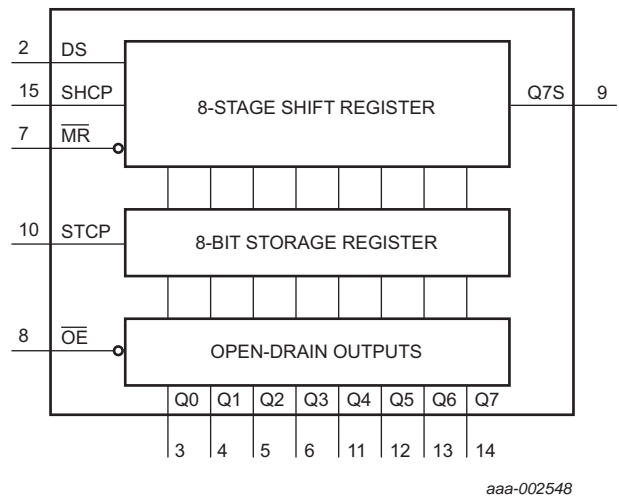 2 DS
15 SHCP
7 M̅R̅
8-STAGE SHIFT REGISTER
Q7S 9
10 STCP
8-BIT STORAGE REGISTER
8 O̅E̅
OPEN-DRAIN OUTPUTS
Q0 Q1 Q2 Q3 Q4 Q5 Q6 Q7
3 4 5 6 11 12 13 14
aaa-002548